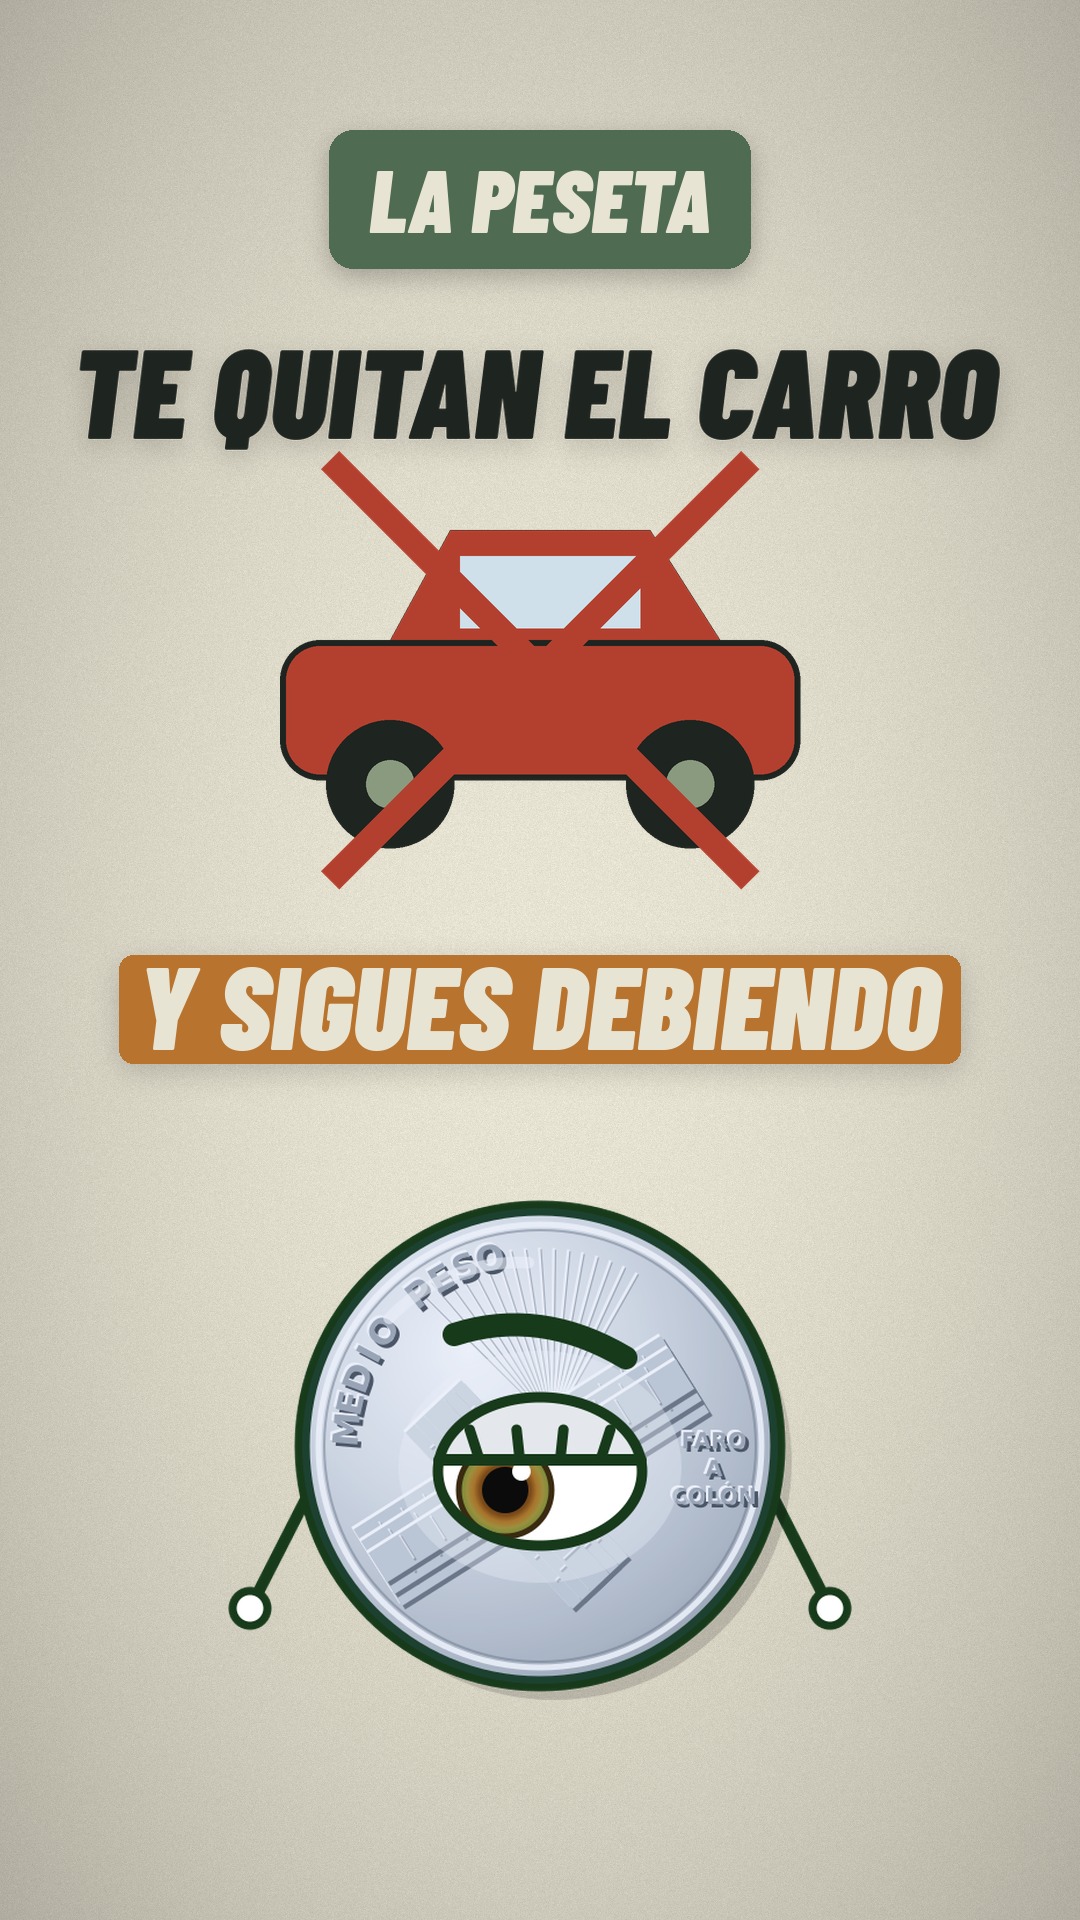 LA PESETA
TE QUITAN EL CARRO
Y SIGUES DEBIENDO
MEDIO PESO
FARO
A
COLÓN